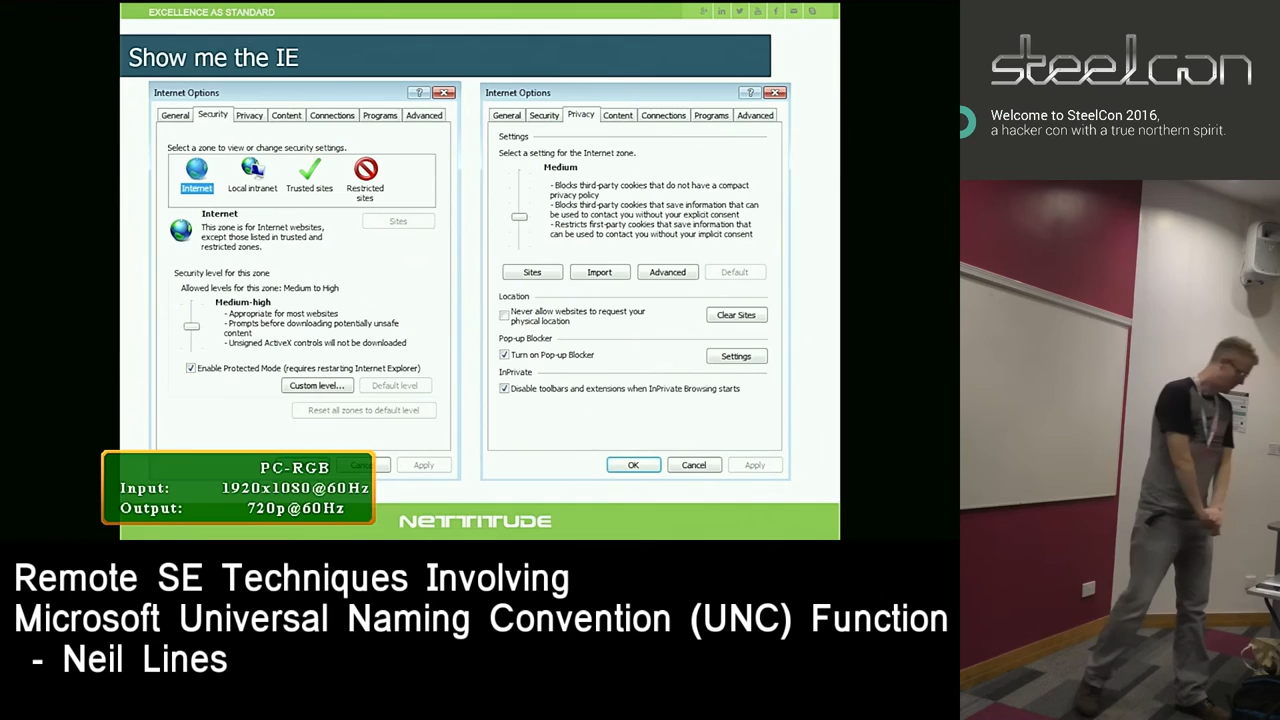 EXCELLENCE AS STANDARD
Show me the IE
Internet Options
General Security Privacy Content Connections Programs Advanced
Select a zone to view or change security settings.
Internet Local intranet Trusted sites Restricted
sites
Internet
Sites
This zone is for Internet websites,
except those listed in trusted and
restricted zones.
Security level for this zone
Allowed levels for this zone: Medium to High
Medium-high
- Appropriate for most websites
- Prompts before downloading potentially unsafe
content
- Unsigned ActiveX controls will not be downloaded
Enable Protected Mode (requires restarting Internet Explorer)
Custom level... Default level
Reset all zones to default level
Apply
Internet Options
General Security Privacy Content Connections Programs Advanced
Settings
Select a setting for the Internet zone.
Medium
- Blocks third-party cookies that do not have a compact
privacy policy
- Blocks third-party cookies that save information that can
be used to contact you without your explicit consent
- Restricts first-party cookies that save information that
can be used to contact you without your implicit consent
Sites Import Advanced Default
Location
Never allow websites to request your
physical location
Clear Sites
Pop-up Blocker
Turn on Pop-up Blocker
Settings
InPrivate
Disable toolbars and extensions when InPrivate Browsing starts
OK Cancel Apply
PC-RGB
Input: 1920x1080@60Hz
Output: 720p@60Hz
NETTITUDE
Remote SE Techniques Involving
Microsoft Universal Naming Convention (UNC) Function
- Neil Lines
steelcon
Welcome to SteelCon 2016,
a hacker con with a true northern spirit.